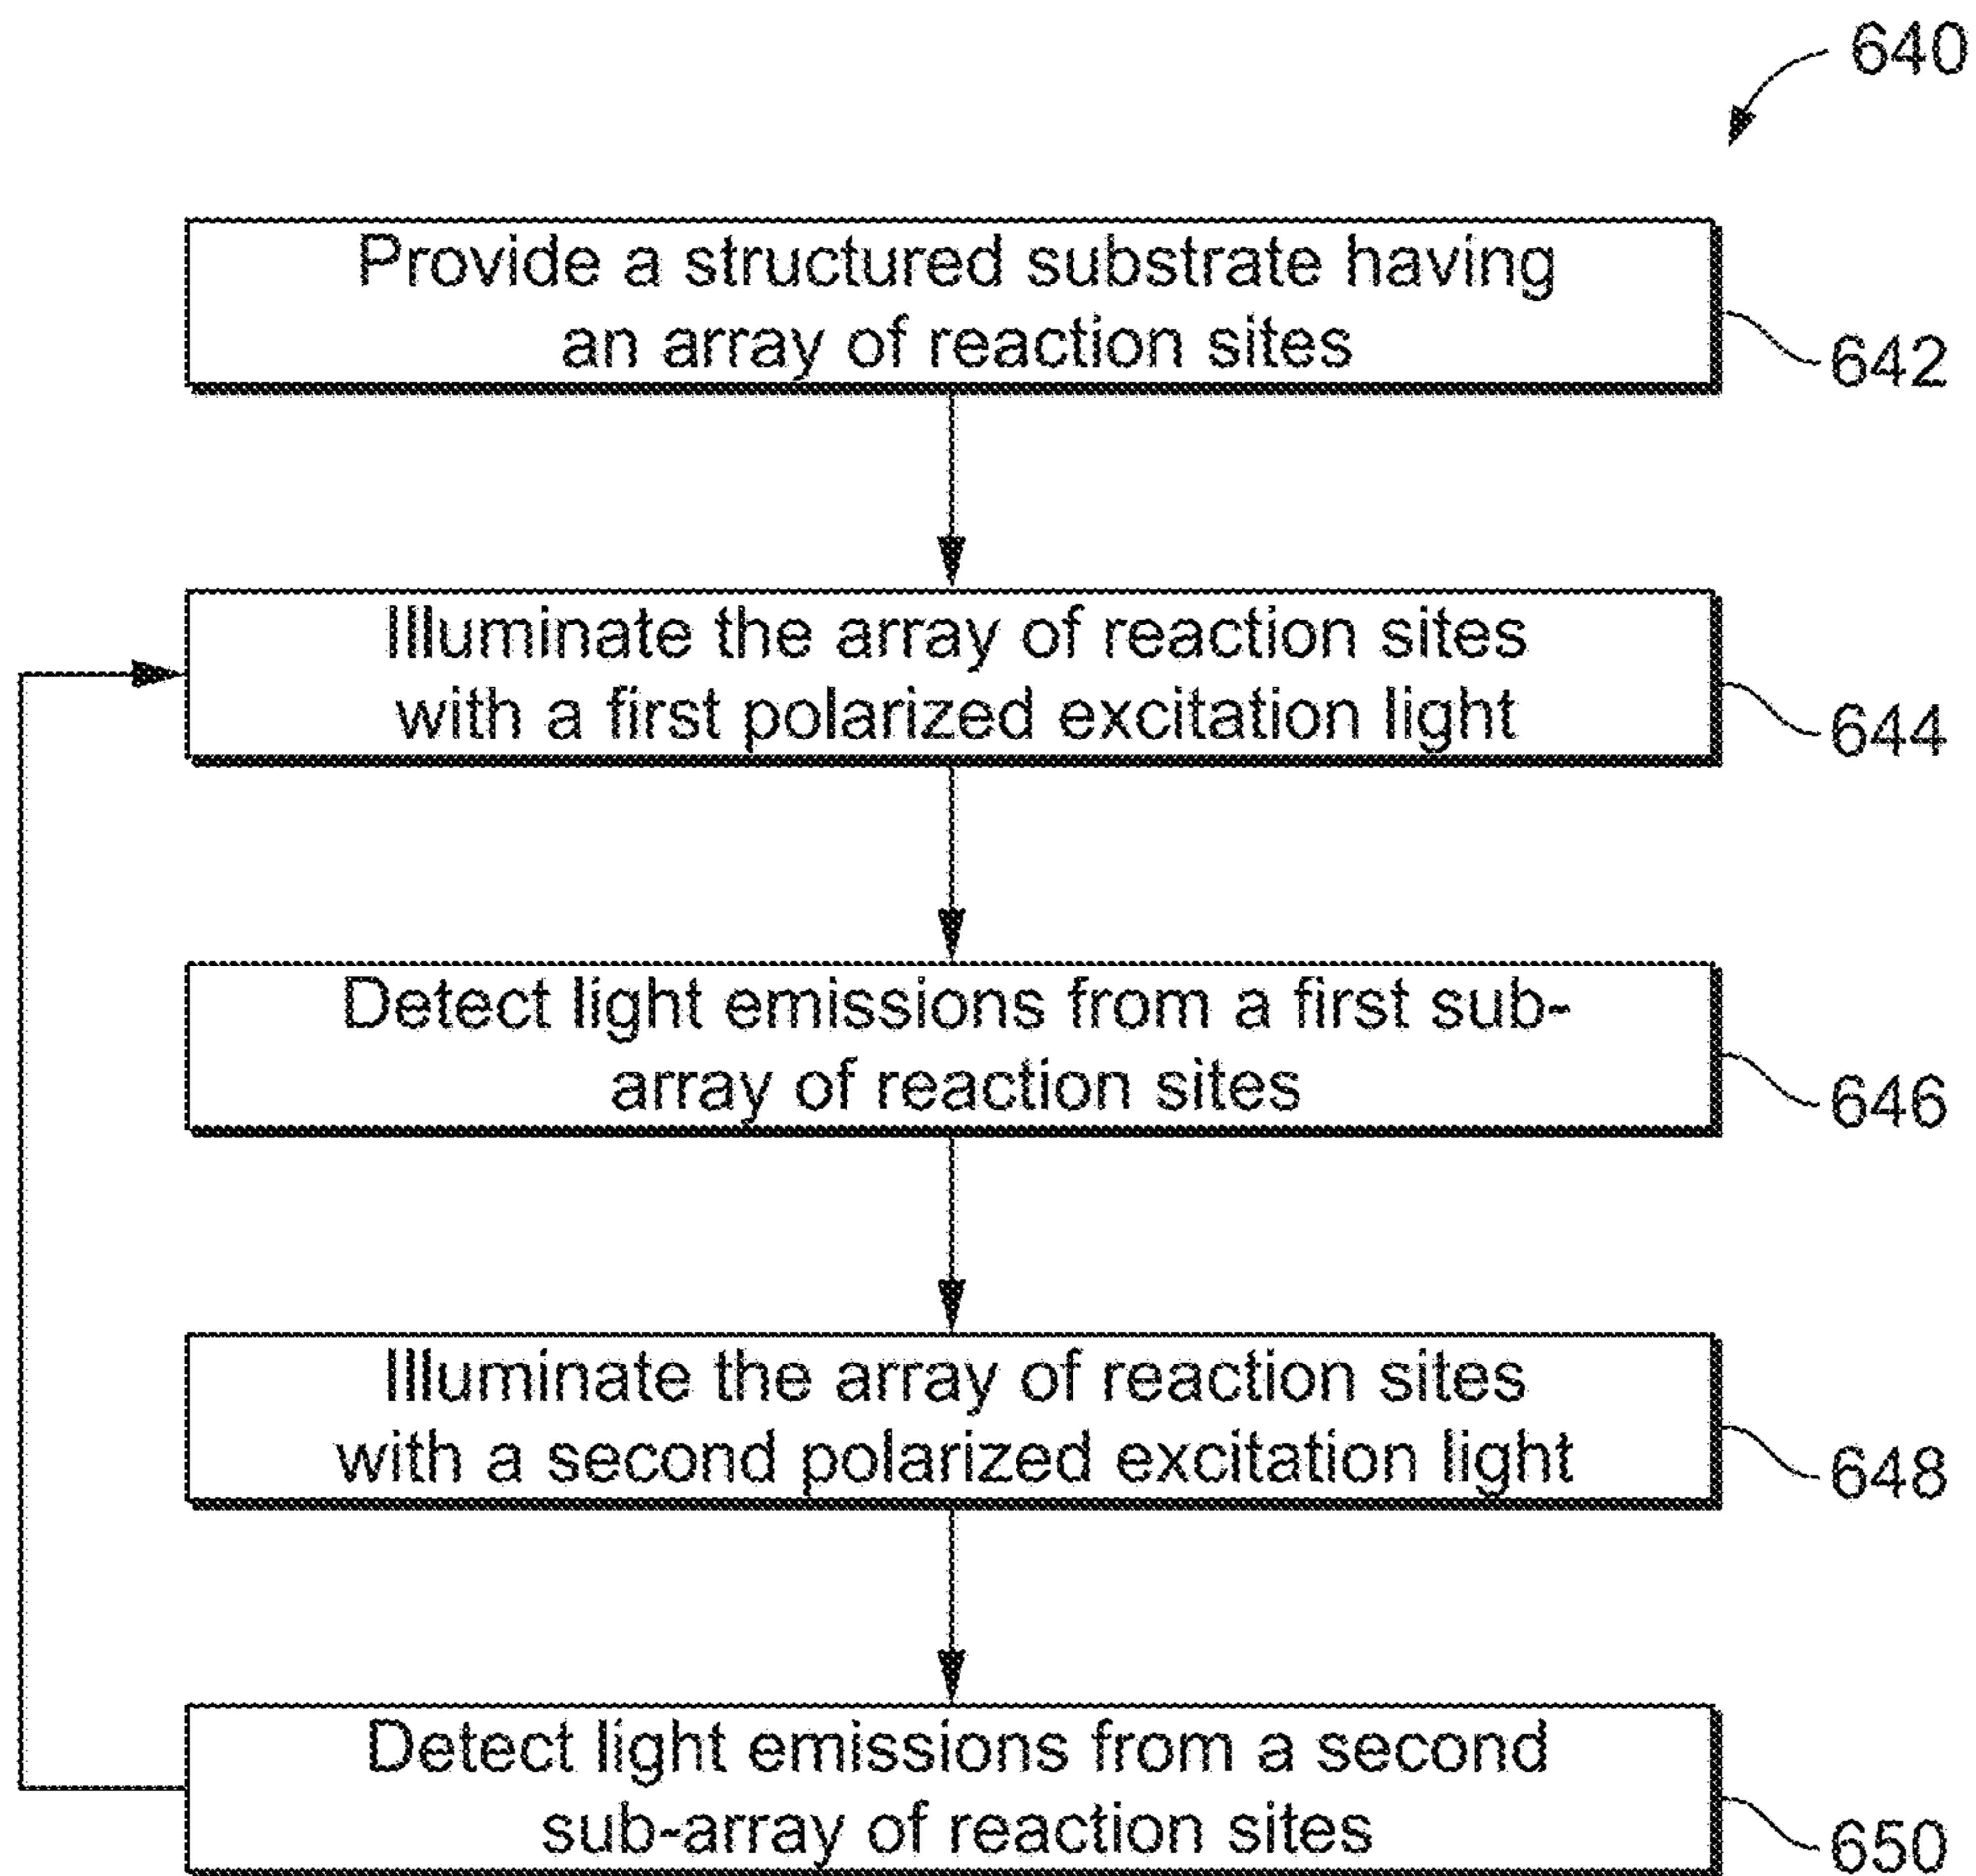 640
Provide a structured substrate having
an array of reaction sites
642
Illuminate the array of reaction sites
with a first polarized excitation light
644
Detect light emissions from a first sub-
array of reaction sites
646
Illuminate the array of reaction sites
with a second polarized excitation light
648
Detect light emissions from a second
sub-array of reaction sites
650